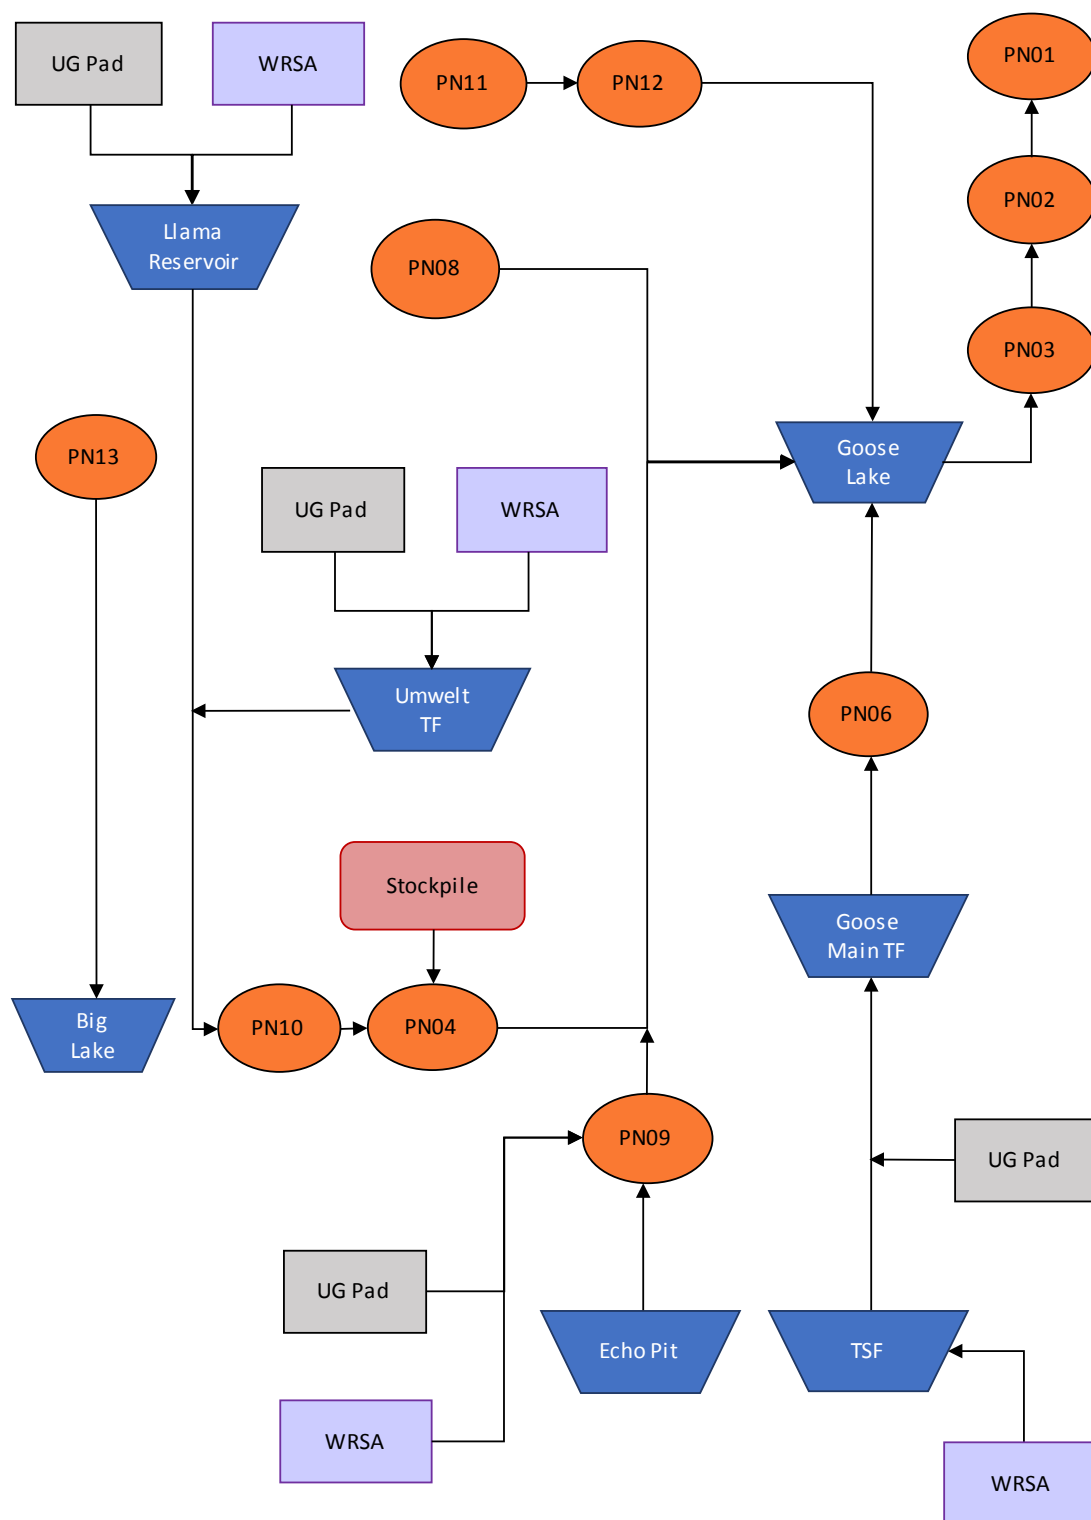 UG Pad
WRSA
PN11
PN12
PN01
PN02
Llama
Reservoir
PN08
PN03
PN13
Goose
Lake
UG Pad
WRSA
Umwelt
TF
PN06
Stockpile
Goose
Main TF
Big
Lake
PN10
PN04
PN09
UG Pad
UG Pad
Echo Pit
TSF
WRSA
WRSA